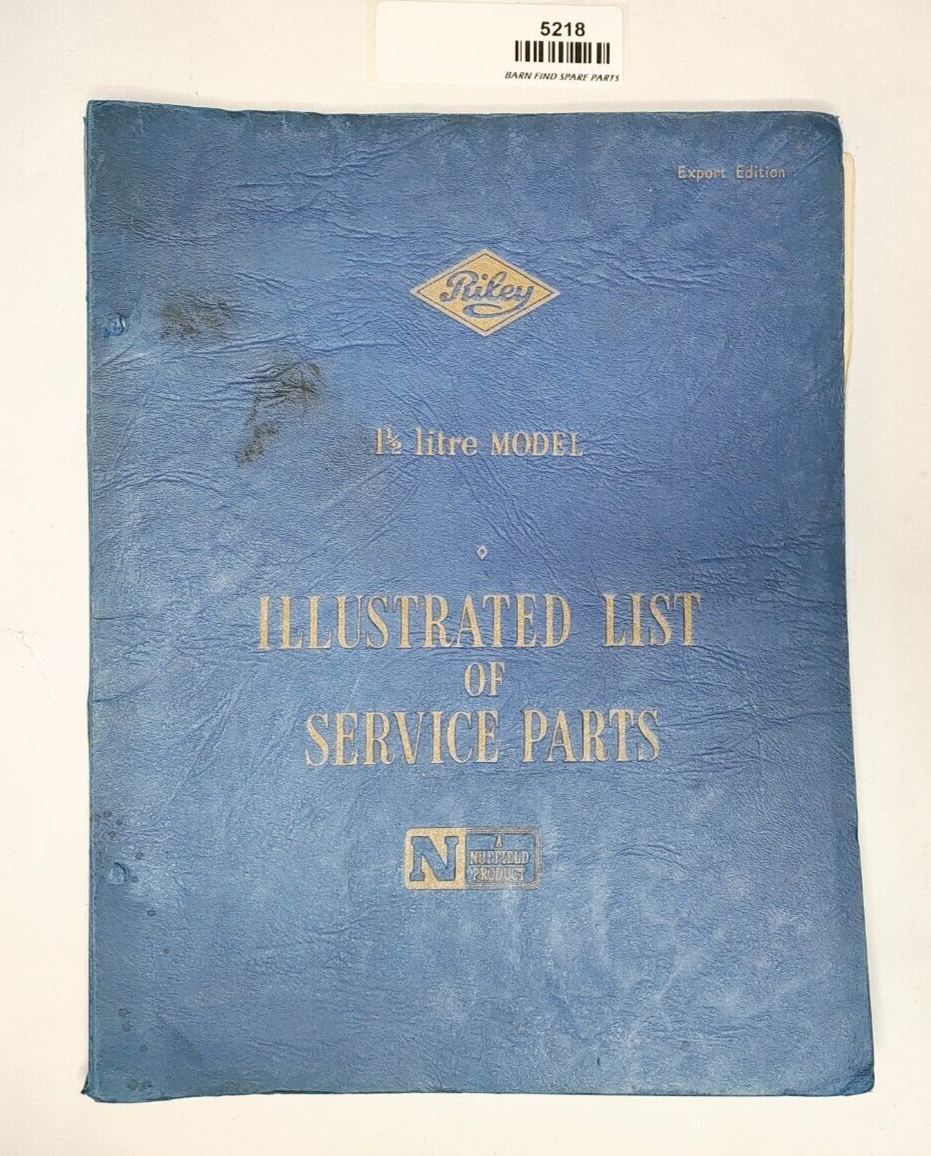 5218
BARN FIND SPARE PARTS
Export Edition
Riley
1½ litre MODEL
ILLUSTRATED LIST
OF
SERVICE PARTS
N
A
NUFFIELD
PRODUCT